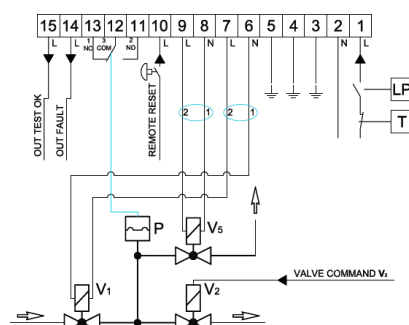 15 14 13 12 11 10 9 8 7 6 5 4 3 2 1
L L 1 NC 3 COM 2 NO L L N L N N L
OUT TEST OK
OUT FAULT
REMOTE RESET
2 1 2 1
LP
T
P
V5
V1
V2
VALVE COMMAND V2